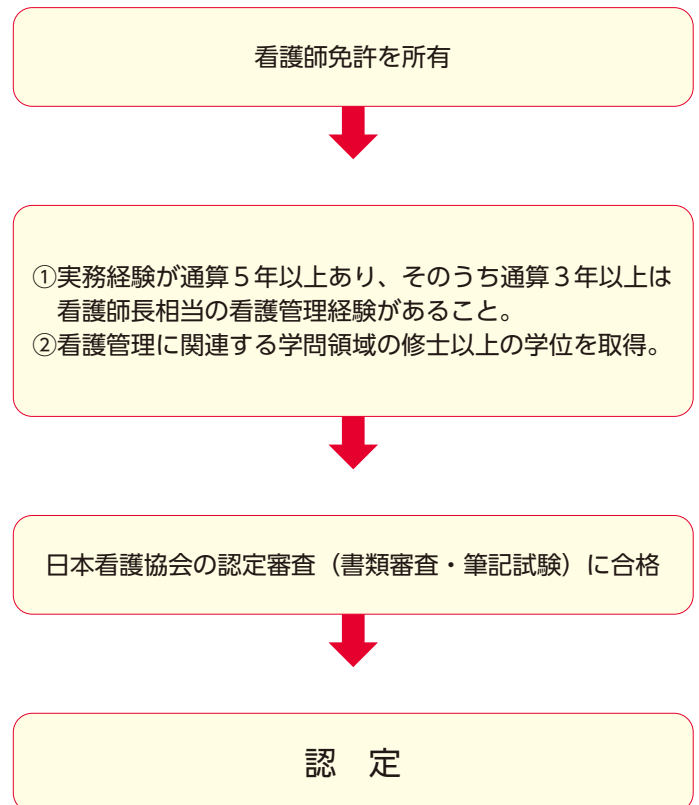 看護師免許を所有
①実務経験が通算５年以上あり、そのうち通算３年以上は
看護師長相当の看護管理経験があること。
②看護管理に関連する学問領域の修士以上の学位を取得。
日本看護協会の認定審査（書類審査・筆記試験）に合格
認　定